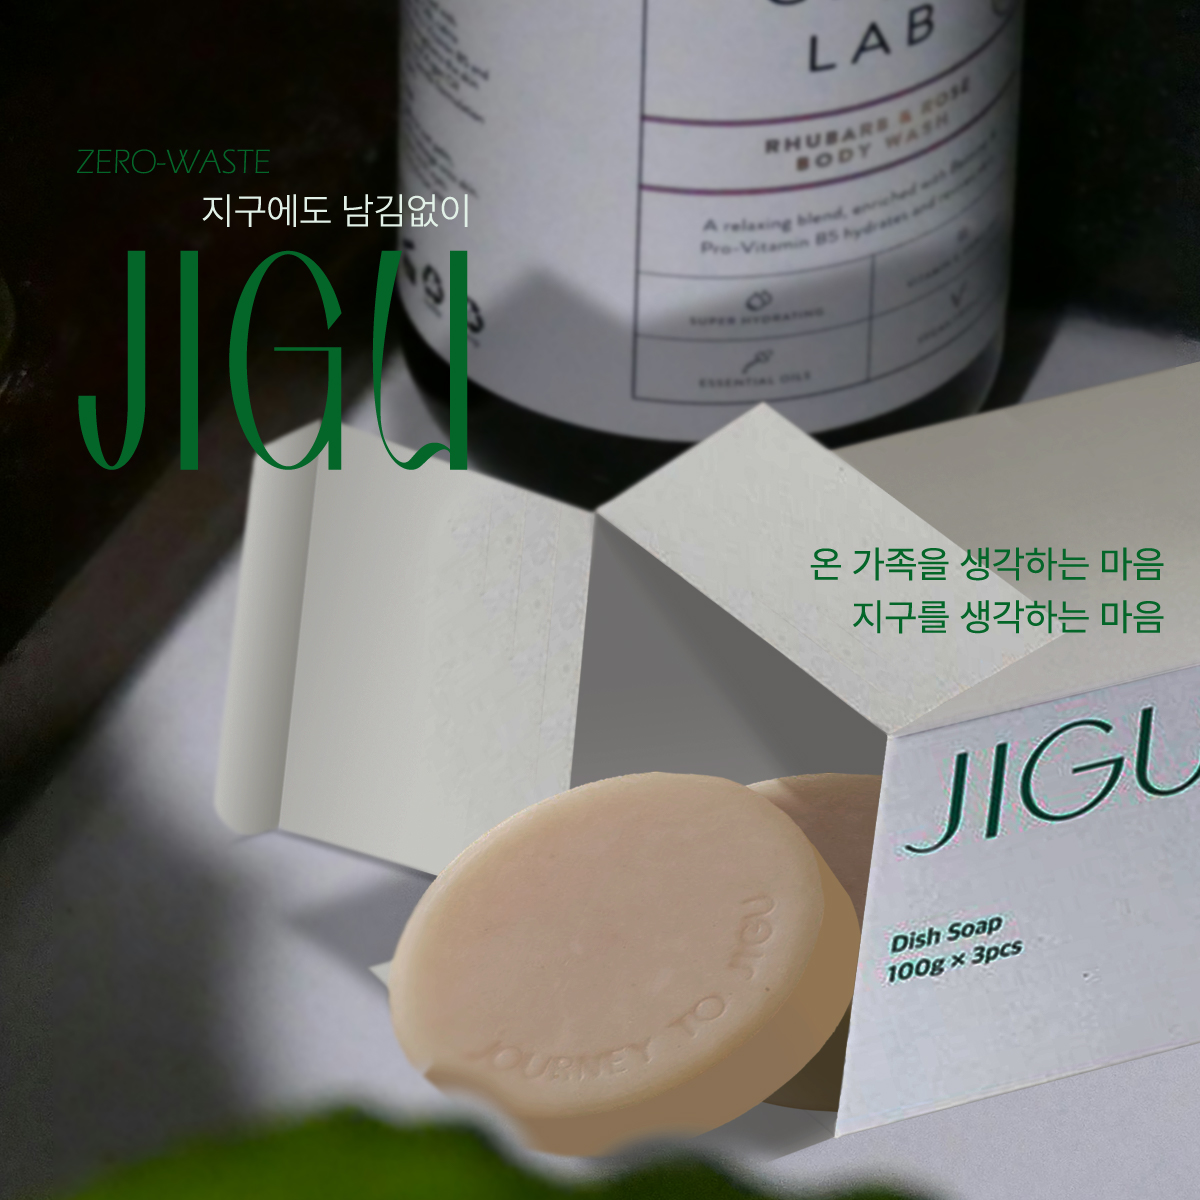 ZERO-WASTE
지구에도 남김없이
JIGU
LAB
RHUBARB & ROSE
BODY WASH
A relaxing blend, enriched with
Pro-Vitamin B5 hydrates and
SUPER HYDRATING
ESSENTIAL OILS
온 가족을 생각하는 마음
지구를 생각하는 마음
JIGU
Dish Soap
100g × 3pcs
JOURNEY TO JIGU